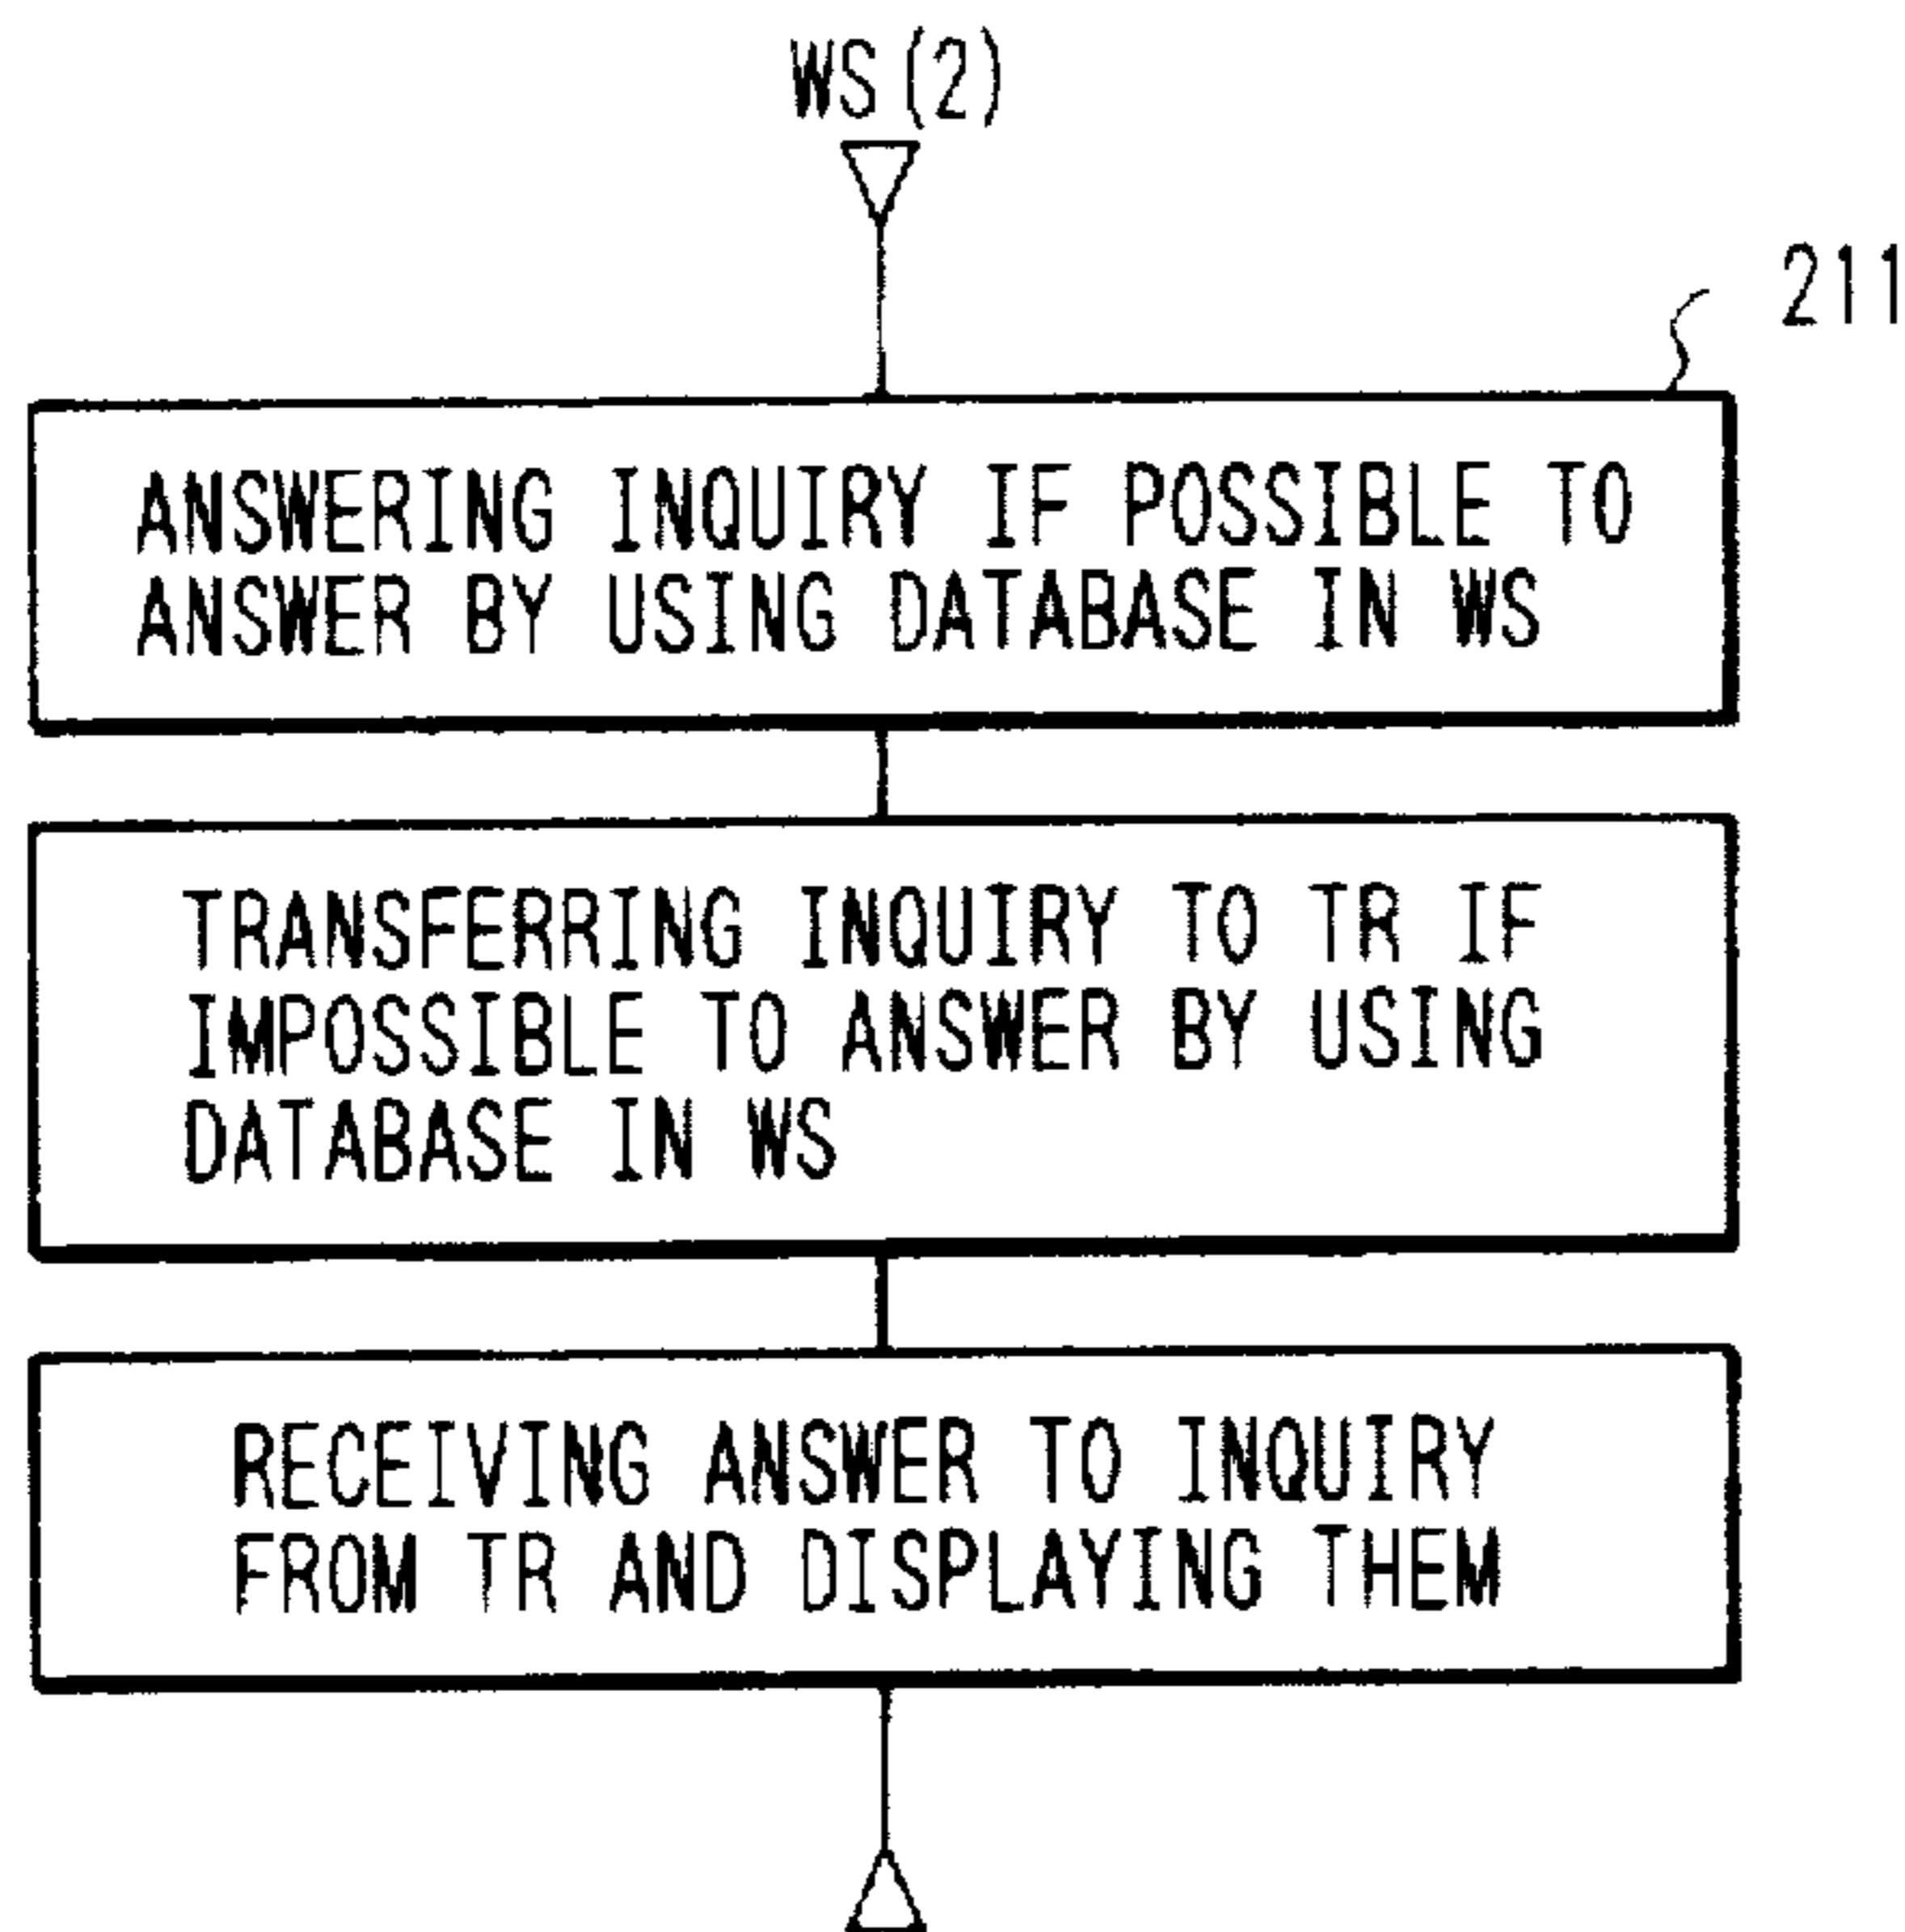 WS (2)
211
ANSWERING INQUIRY IF POSSIBLE TO
ANSWER BY USING DATABASE IN WS
TRANSFERRING INQUIRY TO TR IF
IMPOSSIBLE TO ANSWER BY USING
DATABASE IN WS
RECEIVING ANSWER TO INQUIRY
FROM TR AND DISPLAYING THEM